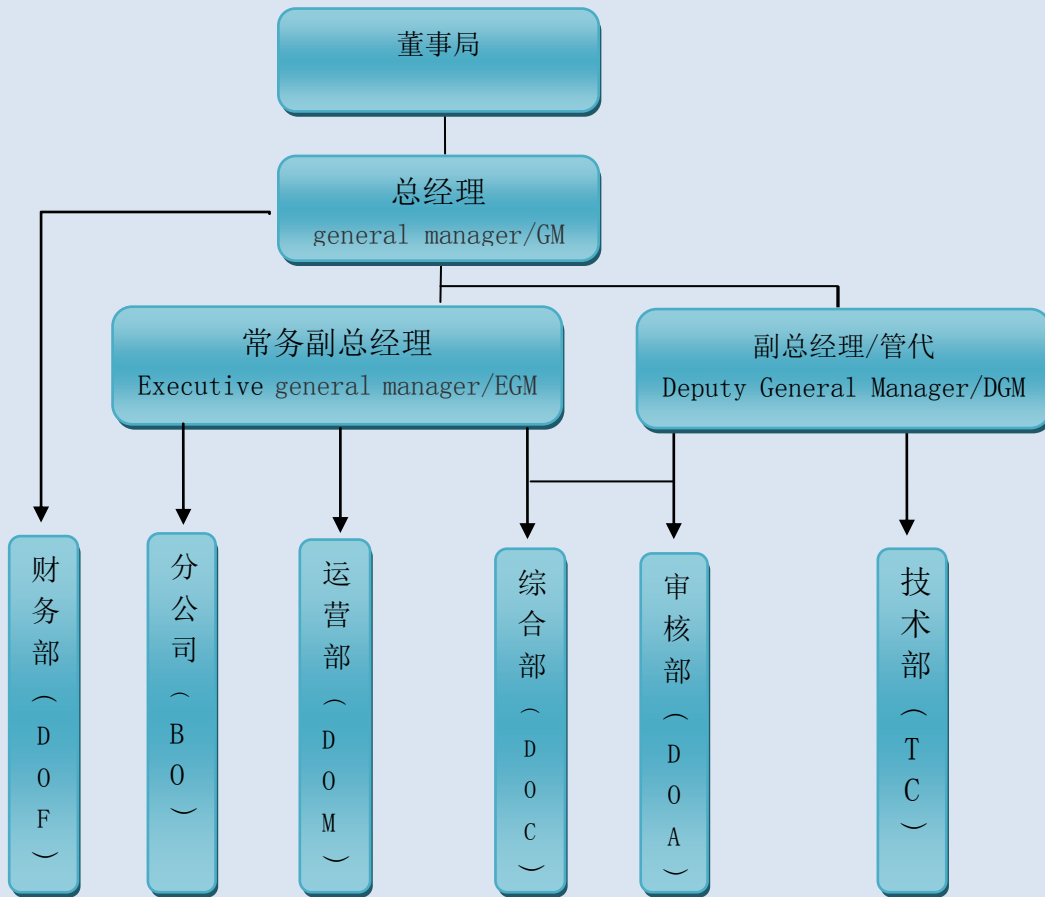 董事局
总经理
general manager/GM
常务副总经理
Executive general manager/EGM
副总经理/管代
Deputy General Manager/DGM
财务部（DOF）
分公司（BO）
运营部（DOM）
综合部（DOC）
审核部（DOA）
技术部（TC）